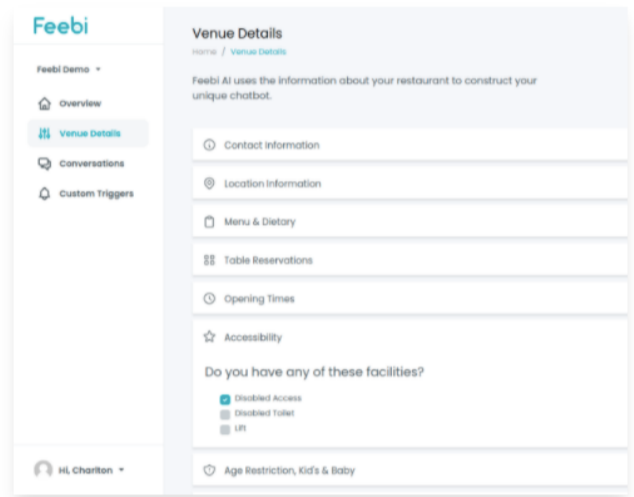 Feebi
Feebi Demo
Overview
Venue Details
Conversations
Custom Triggers
Hi, Charlton
Venue Details
Home / Venue Details
Feebi AI uses the information about your restaurant to construct your
unique chatbot.
Contact Information
Location Information
Menu & Dietary
Table Reservations
Opening Times
Accessibility
Do you have any of these facilities?
Disabled Access
Disabled Toilet
Lift
Age Restriction, Kid's & Baby